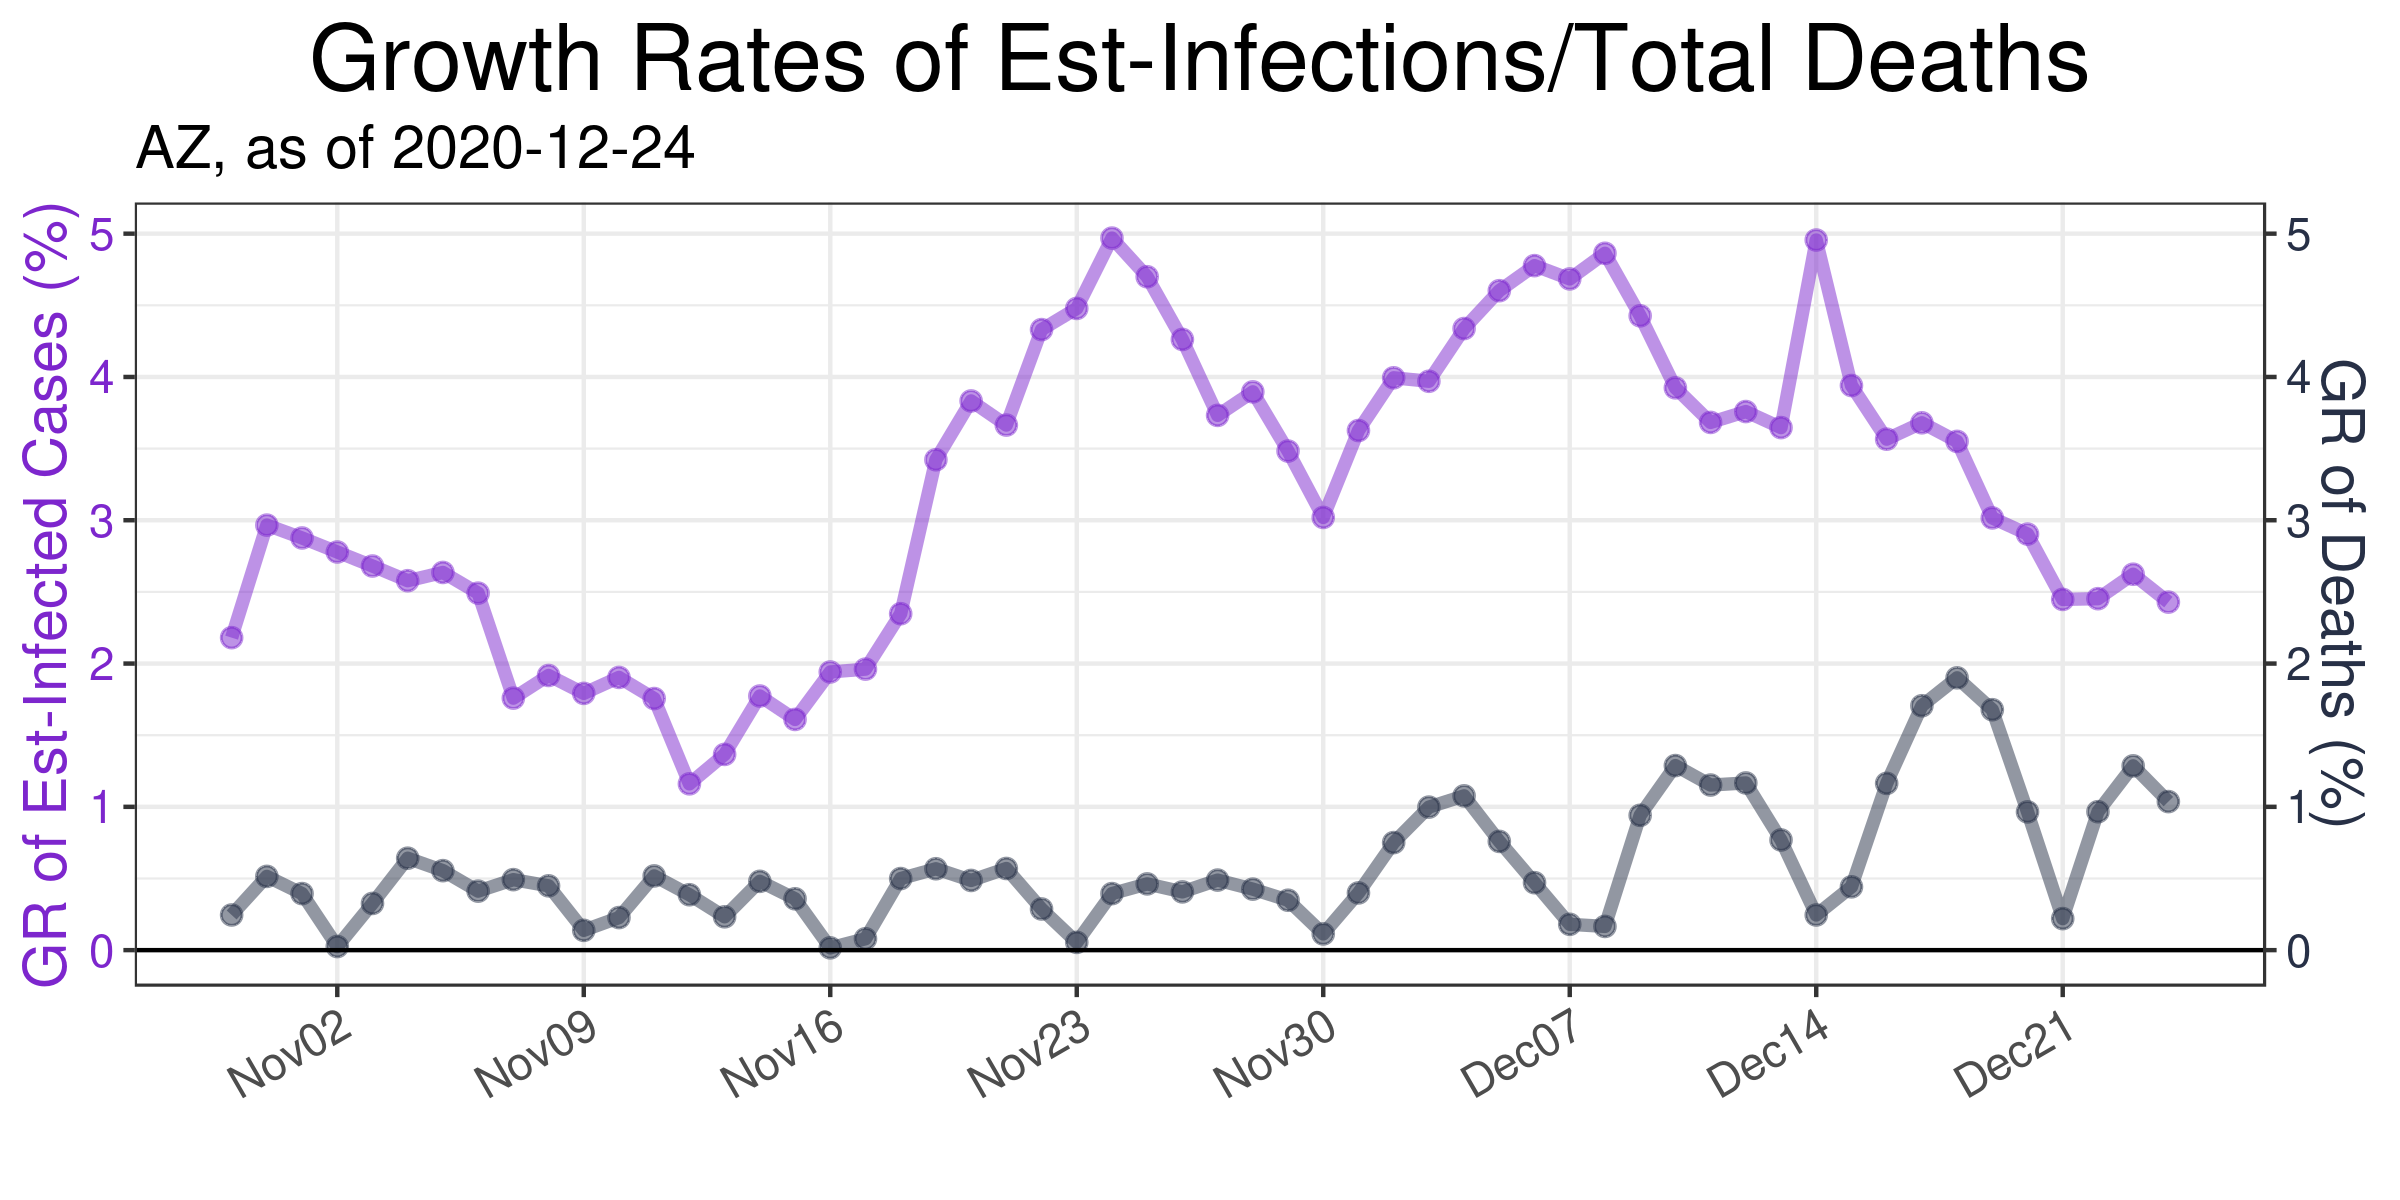 Growth Rates of Est-Infections/Total Deaths
AZ, as of 2020-12-24
GR of Est-Infected Cases (%)
5
4
3
2
1
0
5
4
3
2
1
0
GR of Deaths (%)
Nov02
Nov09
Nov16
Nov23
Nov30
Dec07
Dec14
Dec21